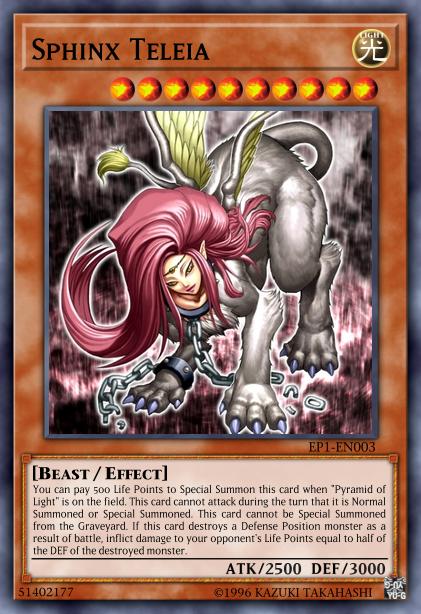 Sphinx Teleia
LIGHT
光
EP1-EN003
[Beast / Effect]
You can pay 500 Life Points to Special Summon this card when "Pyramid of
Light" is on the field. This card cannot attack during the turn that it is Normal
Summoned or Special Summoned. This card cannot be Special Summoned
from the Graveyard. If this card destroys a Defense Position monster as a
result of battle, inflict damage to your opponent's Life Points equal to half of
the DEF of the destroyed monster.
ATK/2500 DEF/3000
51402177
©1996 KAZUKI TAKAHASHI